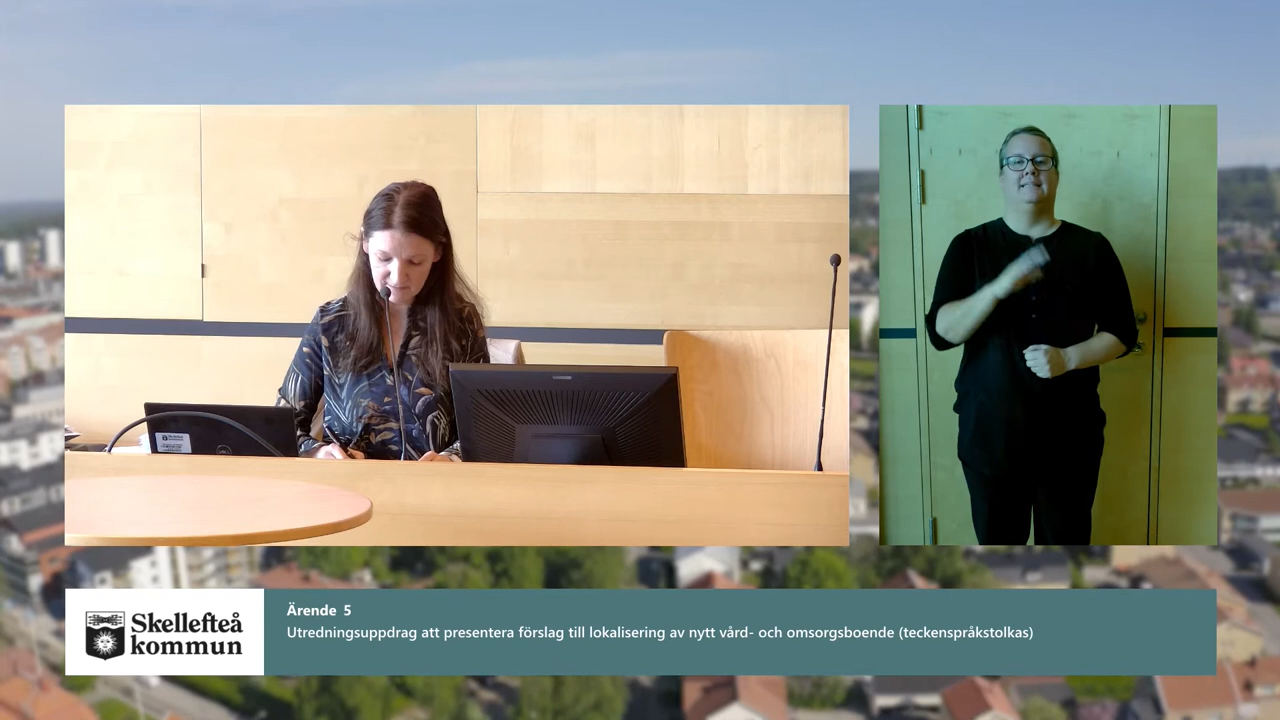 Ärende 5
Utredningsuppdrag att presentera förslag till lokalisering av nytt vård- och omsorgsboende (teckenspråkstolkas)
Skellefteå
kommun